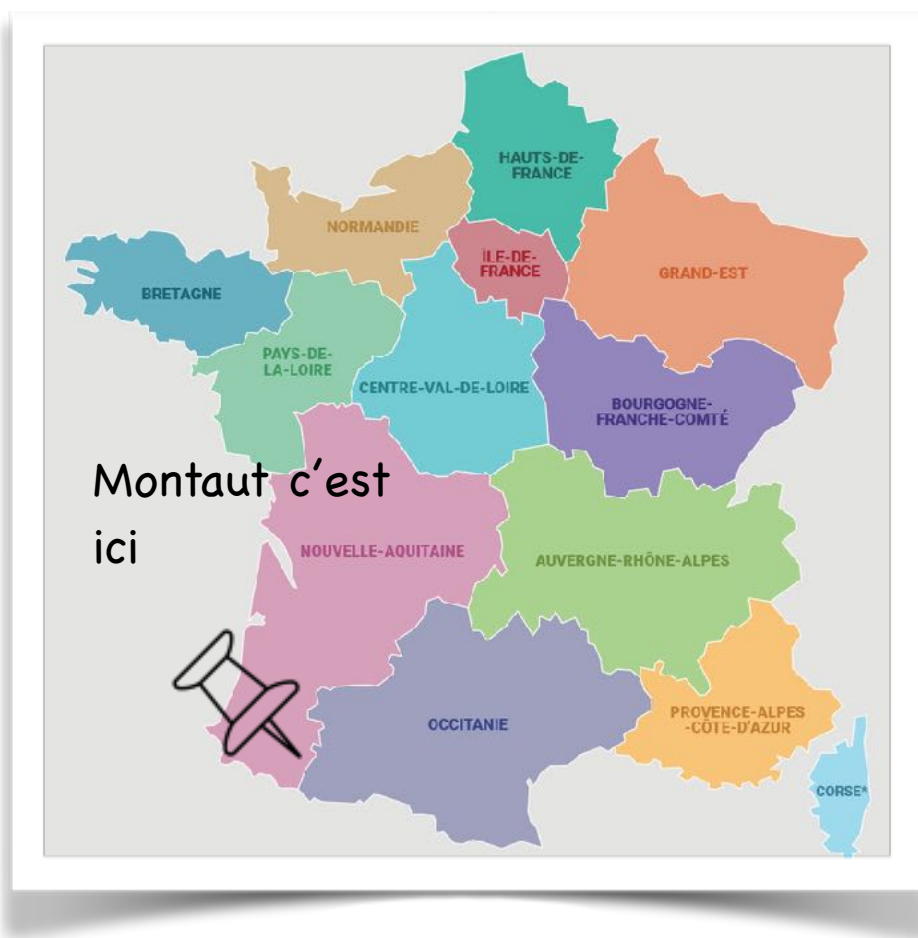 HAUTS-DE-
FRANCE
NORMANDIE
ÎLE-DE-
FRANCE
GRAND-EST
BRETAGNE
PAYS-DE-
LA-LOIRE
CENTRE-VAL-DE-LOIRE
BOURGOGNE-
FRANCHE-COMTÉ
Montaut c'est
ici
NOUVELLE-AQUITAINE
AUVERGNE-RHÔNE-ALPES
OCCITANIE
PROVENCE-ALPES
-CÔTE-D'AZUR
CORSE*